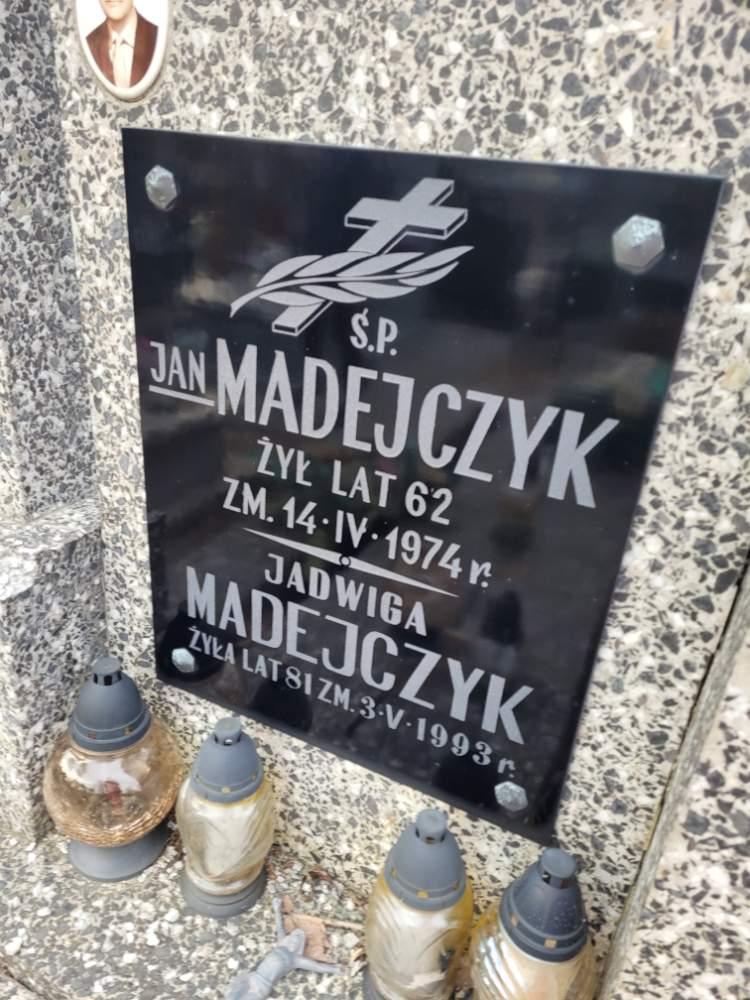 Ś.P.
JAN MADEJCZYK
ŻYŁ LAT 62
ZM. 14·IV·1974 r.
JADWIGA
MADEJCZYK
ŻYŁA LAT 81 ZM. 3·V·1993 r.